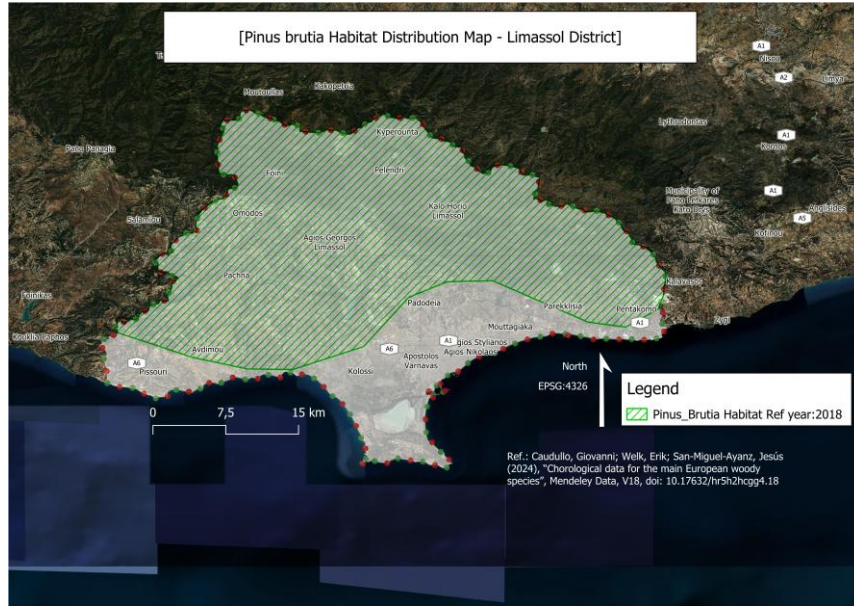 [Pinus brutia Habitat Distribution Map - Limassol District]
A1
Nisou
A2
Limya
Moutoullas
Kakopetria
Lythrodontas
Kyperounta
A1
Kornos
Pano Panagia
Foini
Pelendri
A1
Municipality of
Pano Lefkaras
Kato Drys
Omodos
Kalo Horio
Limassol
Salamiou
A5
Anglisides
Kofinou
Agios Georgos
Limassol
Pachna
Kalavasos
Foinikas
Padodeia
Parekklisia
Pentakomo
Kouklia Paphos
Mouttagiaka
A1
Zygi
Avdimou
A6
A1
Agios Stylianos
Agios Nikolaos
A6
Pissouri
Kolossi
Apostolos
Varnavas
North
EPSG:4326
Legend
Pinus_Brutia Habitat Ref year:2018
0 7,5 15 km
Ref.: Caudullo, Giovanni; Welk, Erik; San-Miguel-Ayanz, Jesús
(2024), “Chorological data for the main European woody
species”, Mendeley Data, V18, doi: 10.17632/hr5h2hcgg4.18